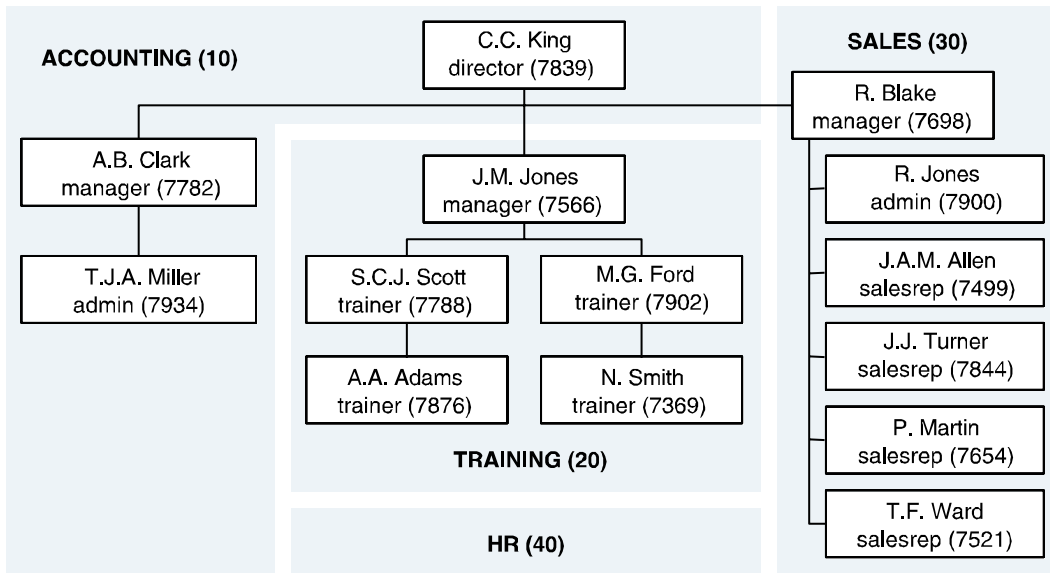 ACCOUNTING (10)
C.C. King
director (7839)
SALES (30)
R. Blake
manager (7698)
A.B. Clark
manager (7782)
J.M. Jones
manager (7566)
R. Jones
admin (7900)
T.J.A. Miller
admin (7934)
S.C.J. Scott
trainer (7788)
M.G. Ford
trainer (7902)
J.A.M. Allen
salesrep (7499)
J.J. Turner
salesrep (7844)
A.A. Adams
trainer (7876)
N. Smith
trainer (7369)
P. Martin
salesrep (7654)
TRAINING (20)
T.F. Ward
salesrep (7521)
HR (40)